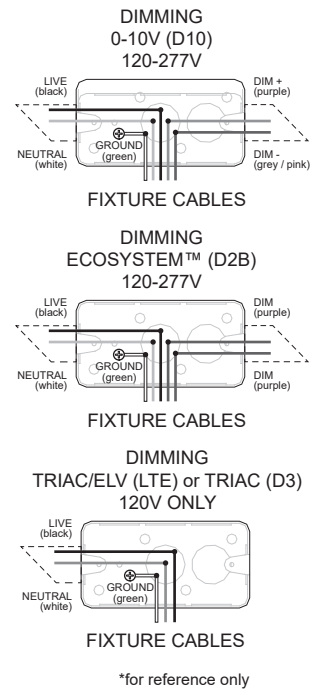 DIMMING
0-10V (D10)
120-277V
LIVE
(black)
DIM +
(purple)
GROUND
(green)
NEUTRAL
(white)
DIM -
(grey / pink)
FIXTURE CABLES
DIMMING
ECOSYSTEM™ (D2B)
120-277V
LIVE
(black)
DIM
(purple)
GROUND
(green)
NEUTRAL
(white)
DIM
(purple)
FIXTURE CABLES
DIMMING
TRIAC/ELV (LTE) or TRIAC (D3)
120V ONLY
LIVE
(black)
GROUND
(green)
NEUTRAL
(white)
FIXTURE CABLES
*for reference only